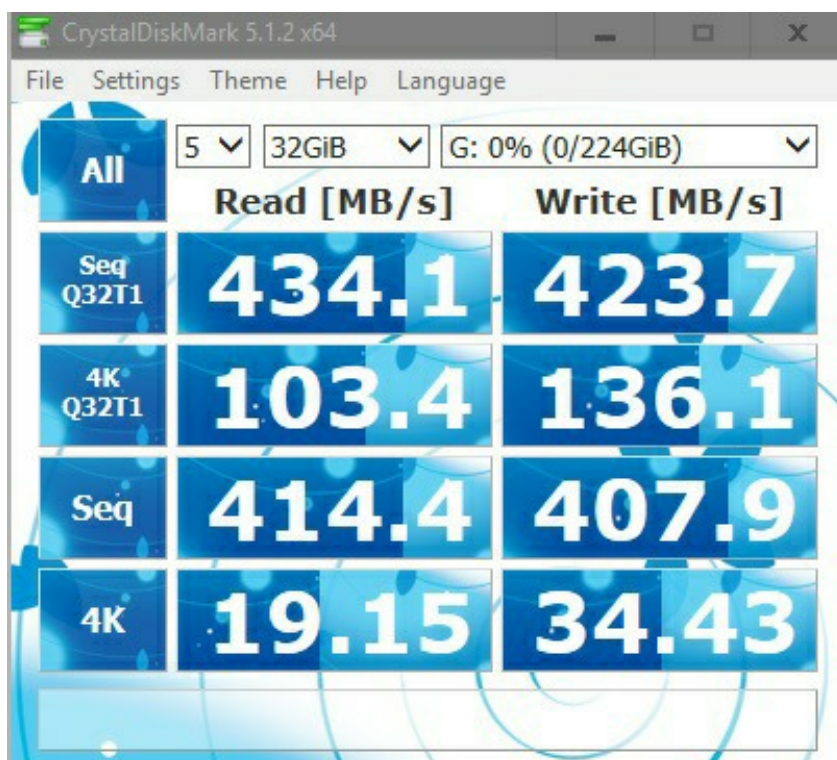 CrystalDiskMark 5.1.2 x64
File Settings Theme Help Language
All 5 32GiB G: 0% (0/224GiB)
Read [MB/s] Write [MB/s]
Seq
Q32T1 434.1 423.7
4K
Q32T1 103.4 136.1
Seq 414.4 407.9
4K 19.15 34.43